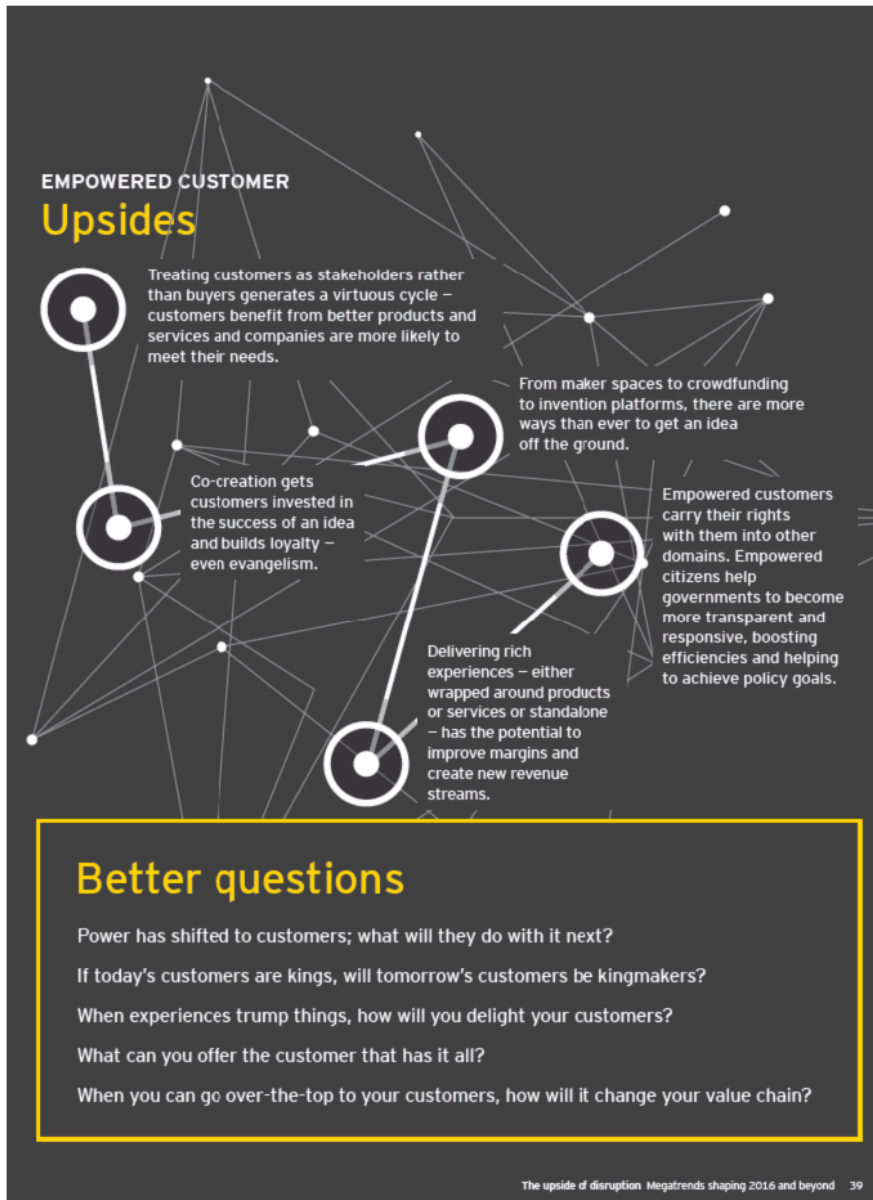 EMPOWERED CUSTOMER
Upsides
Treating customers as stakeholders rather
than buyers generates a virtuous cycle –
customers benefit from better products and
services and companies are more likely to
meet their needs.
Co-creation gets
customers invested in
the success of an idea
and builds loyalty –
even evangelism.
From maker spaces to crowdfunding
to invention platforms, there are more
ways than ever to get an idea
off the ground.
Delivering rich
experiences – either
wrapped around products
or services or standalone
– has the potential to
improve margins and
create new revenue
streams.
Empowered customers
carry their rights
with them into other
domains. Empowered
citizens help
governments to become
more transparent and
responsive, boosting
efficiencies and helping
to achieve policy goals.
Better questions
Power has shifted to customers; what will they do with it next?
If today's customers are kings, will tomorrow's customers be kingmakers?
When experiences trump things, how will you delight your customers?
What can you offer the customer that has it all?
When you can go over-the-top to your customers, how will it change your value chain?
The upside of disruption Megatrends shaping 2016 and beyond 39